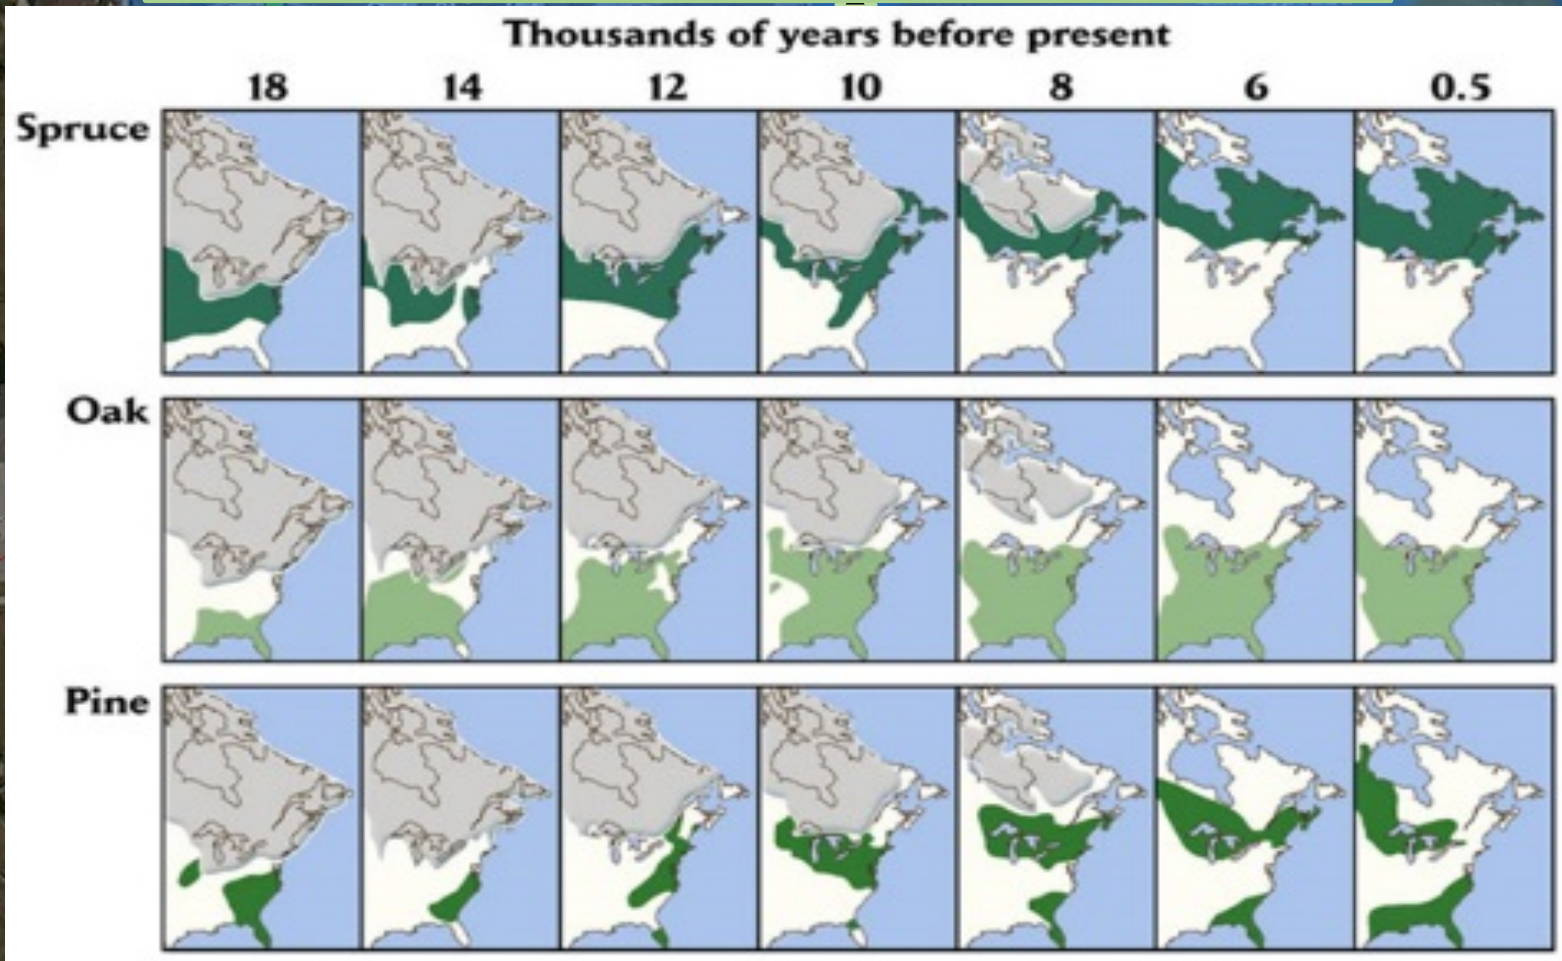 Thousands of years before present
18 14 12 10 8 6 0.5
Spruce
Oak
Pine